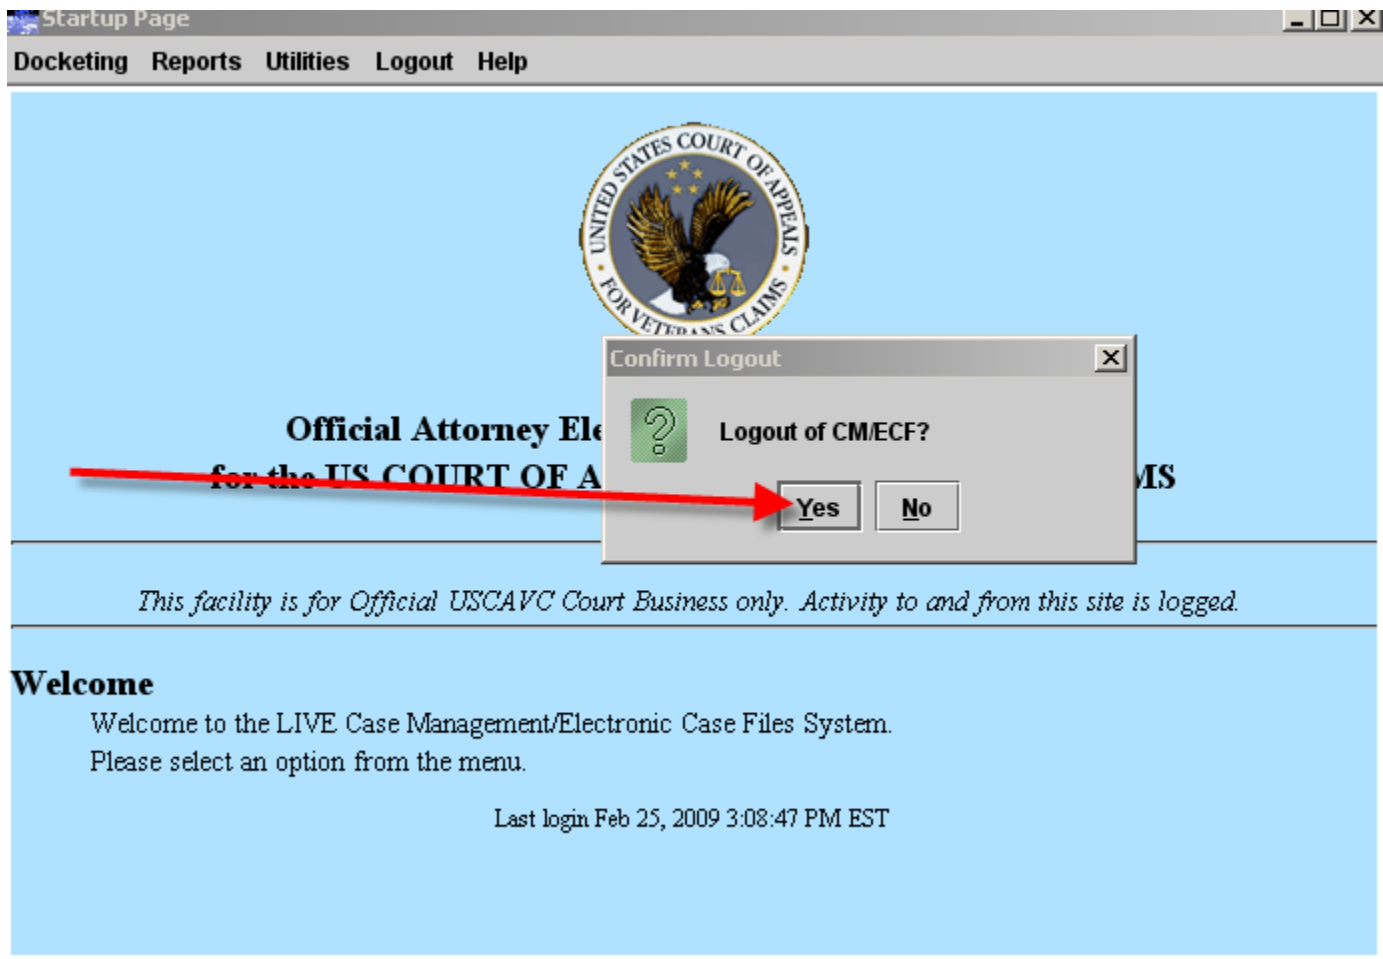 Startup Page
Docketing Reports Utilities Logout Help
UNITED STATES COURT OF APPEALS
FOR VETERANS CLAIMS
Confirm Logout
Logout of CM/ECF?
Yes No
Official Attorney Ele
for the US COURT OF A MS
This facility is for Official USCAVC Court Business only. Activity to and from this site is logged.
Welcome
Welcome to the LIVE Case Management/Electronic Case Files System.
Please select an option from the menu.
Last login Feb 25, 2009 3:08:47 PM EST